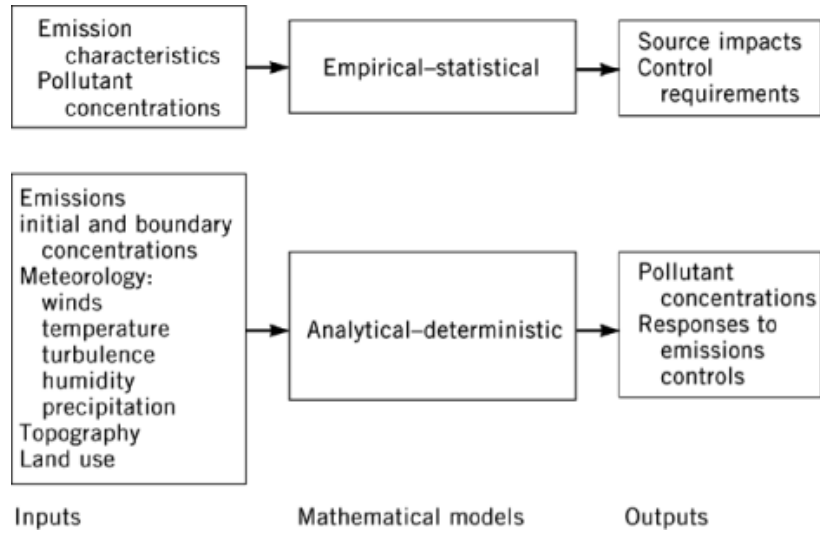 Emission
characteristics
Pollutant
concentrations
Empirical–statistical
Source impacts
Control
requirements
Emissions
initial and boundary
concentrations
Meteorology:
winds
temperature
turbulence
humidity
precipitation
Topography
Land use
Analytical–deterministic
Pollutant
concentrations
Responses to
emissions
controls
Inputs
Mathematical models
Outputs